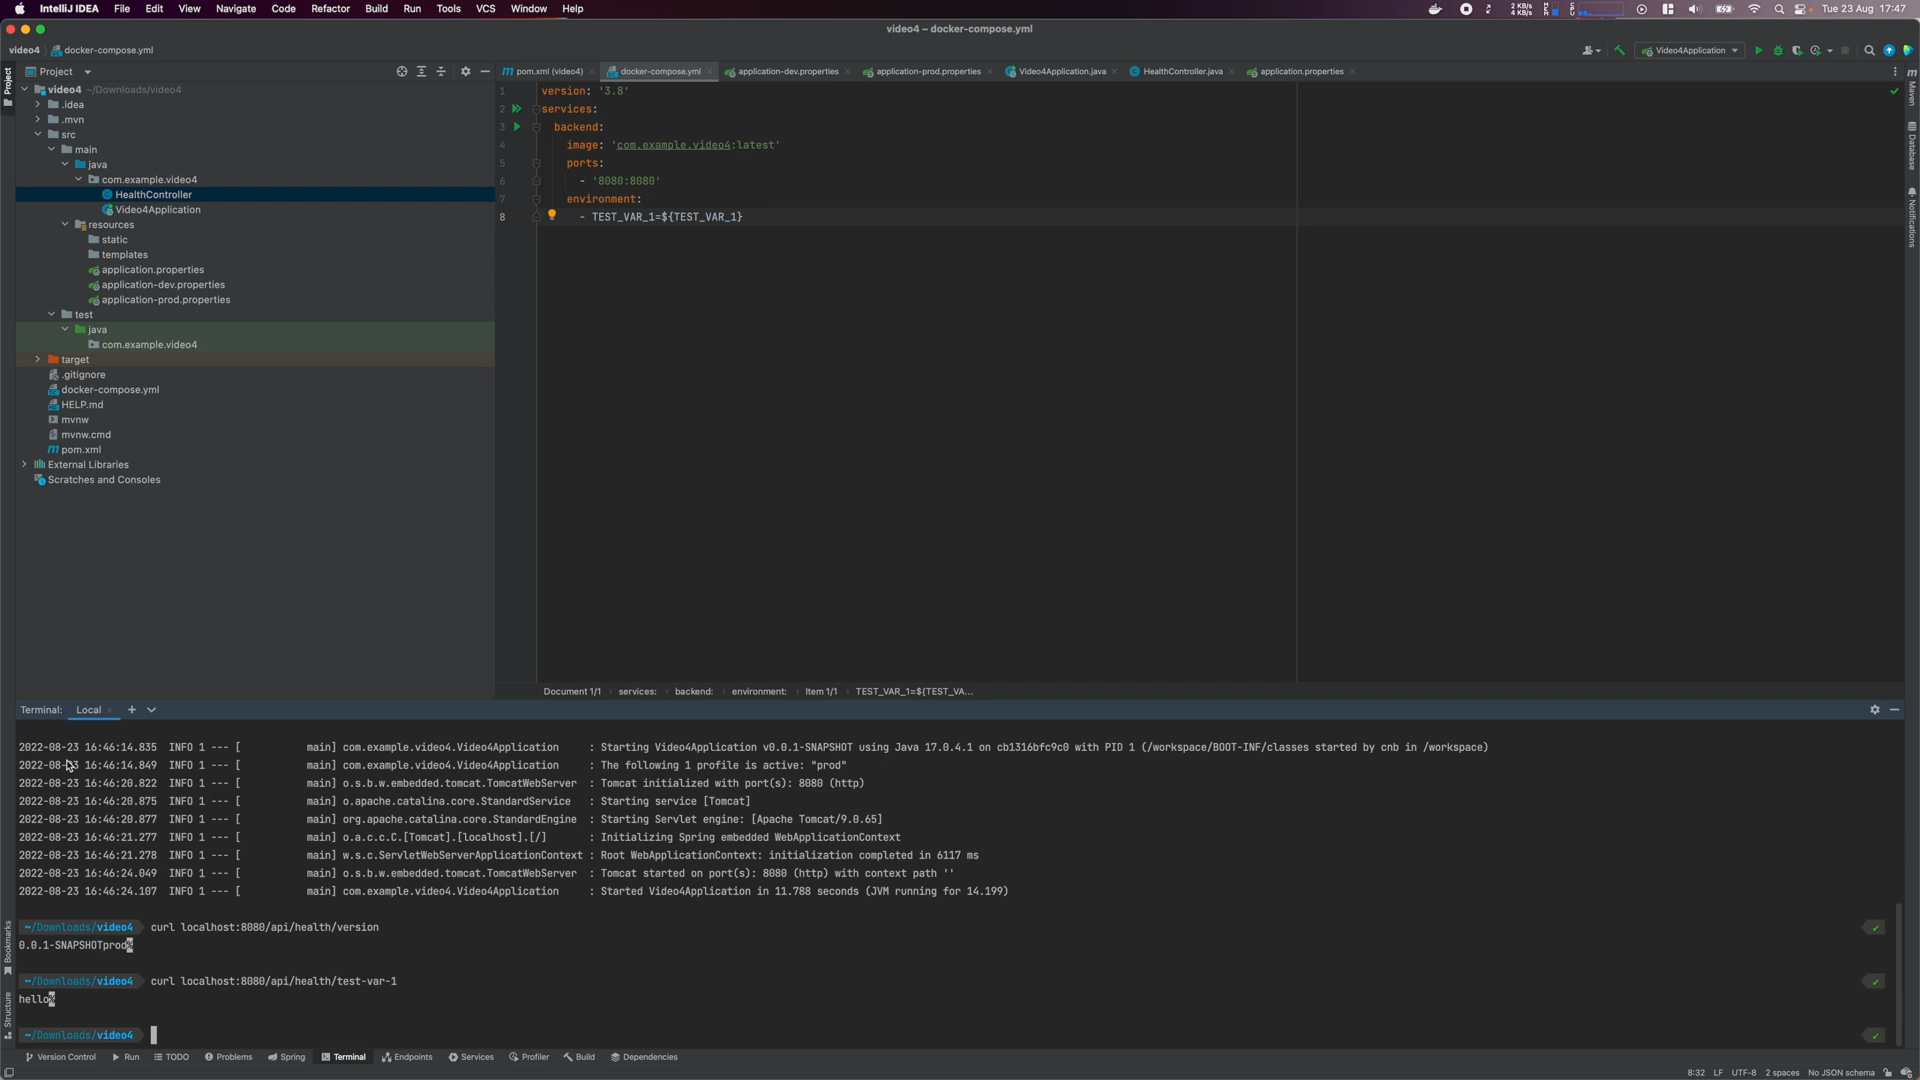 IntelliJ IDEA File Edit View Navigate Code Refactor Build Run Tools VCS Window Help
2 KB/s
4 KB/s
Tue 23 Aug 17:47
video4 – docker-compose.yml
video4 docker-compose.yml
Video4Application
Project
pom.xml (video4) docker-compose.yml application-dev.properties application-prod.properties Video4Application.java HealthController.java application.properties
Project
Maven
Database
Notifications
video4 ~/Downloads/video4
.idea
.mvn
src
main
java
com.example.video4
HealthController
Video4Application
resources
static
templates
application.properties
application-dev.properties
application-prod.properties
test
java
com.example.video4
target
.gitignore
docker-compose.yml
HELP.md
mvnw
mvnw.cmd
pom.xml
External Libraries
Scratches and Consoles
1 version: '3.8'
2 services:
3 backend:
4 image: 'com.example.video4:latest'
5 ports:
6 - '8080:8080'
7 environment:
8 - TEST_VAR_1=${TEST_VAR_1}
Document 1/1 services: backend: environment: Item 1/1 TEST_VAR_1=${TEST_VA...
Terminal: Local
2022-08-23 16:46:14.835 INFO 1 --- [ main] com.example.video4.Video4Application : Starting Video4Application v0.0.1-SNAPSHOT using Java 17.0.4.1 on cb1316bfc9c0 with PID 1 (/workspace/BOOT-INF/classes started by cnb in /workspace)
2022-08-23 16:46:14.849 INFO 1 --- [ main] com.example.video4.Video4Application : The following 1 profile is active: "prod"
2022-08-23 16:46:20.822 INFO 1 --- [ main] o.s.b.w.embedded.tomcat.TomcatWebServer : Tomcat initialized with port(s): 8080 (http)
2022-08-23 16:46:20.875 INFO 1 --- [ main] o.apache.catalina.core.StandardService : Starting service [Tomcat]
2022-08-23 16:46:20.877 INFO 1 --- [ main] org.apache.catalina.core.StandardEngine : Starting Servlet engine: [Apache Tomcat/9.0.65]
2022-08-23 16:46:21.277 INFO 1 --- [ main] o.a.c.c.C.[Tomcat].[localhost].[/] : Initializing Spring embedded WebApplicationContext
2022-08-23 16:46:21.278 INFO 1 --- [ main] w.s.c.ServletWebServerApplicationContext : Root WebApplicationContext: initialization completed in 6117 ms
2022-08-23 16:46:24.049 INFO 1 --- [ main] o.s.b.w.embedded.tomcat.TomcatWebServer : Tomcat started on port(s): 8080 (http) with context path ''
2022-08-23 16:46:24.107 INFO 1 --- [ main] com.example.video4.Video4Application : Started Video4Application in 11.788 seconds (JVM running for 14.199)
~/Downloads/video4 curl localhost:8080/api/health/version
0.0.1-SNAPSHOTprod%
~/Downloads/video4 curl localhost:8080/api/health/test-var-1
hello%
~/Downloads/video4
Bookmarks
Structure
Version Control Run TODO Problems Spring Terminal Endpoints Services Profiler Build Dependencies
8:32 LF UTF-8 2 spaces No JSON schema